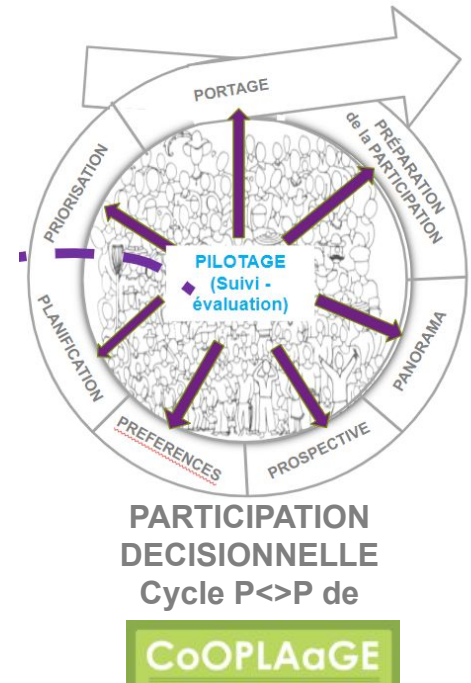 PORTAGE
PRÉPARATION
de la PARTICIPATION
PANORAMA
PROSPECTIVE
PREFERENCES
PLANIFICATION
PRIORISATION
PILOTAGE
(Suivi -
évaluation)
PARTICIPATION
DECISIONNELLE
Cycle P<>P de
CoOPLAaGE